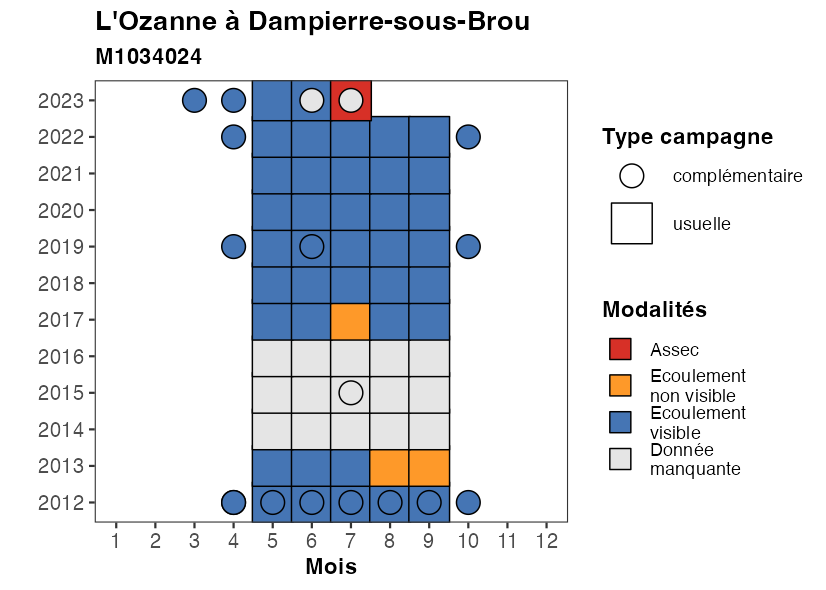 L'Ozanne à Dampierre-sous-Brou
M1034024
2023
2022
2021
2020
2019
2018
2017
2016
2015
2014
2013
2012
1 2 3 4 5 6 7 8 9 10 11 12
Mois
Type campagne
complémentaire
usuelle
Modalités
Assec
Ecoulement
non visible
Ecoulement
visible
Donnée
manquante